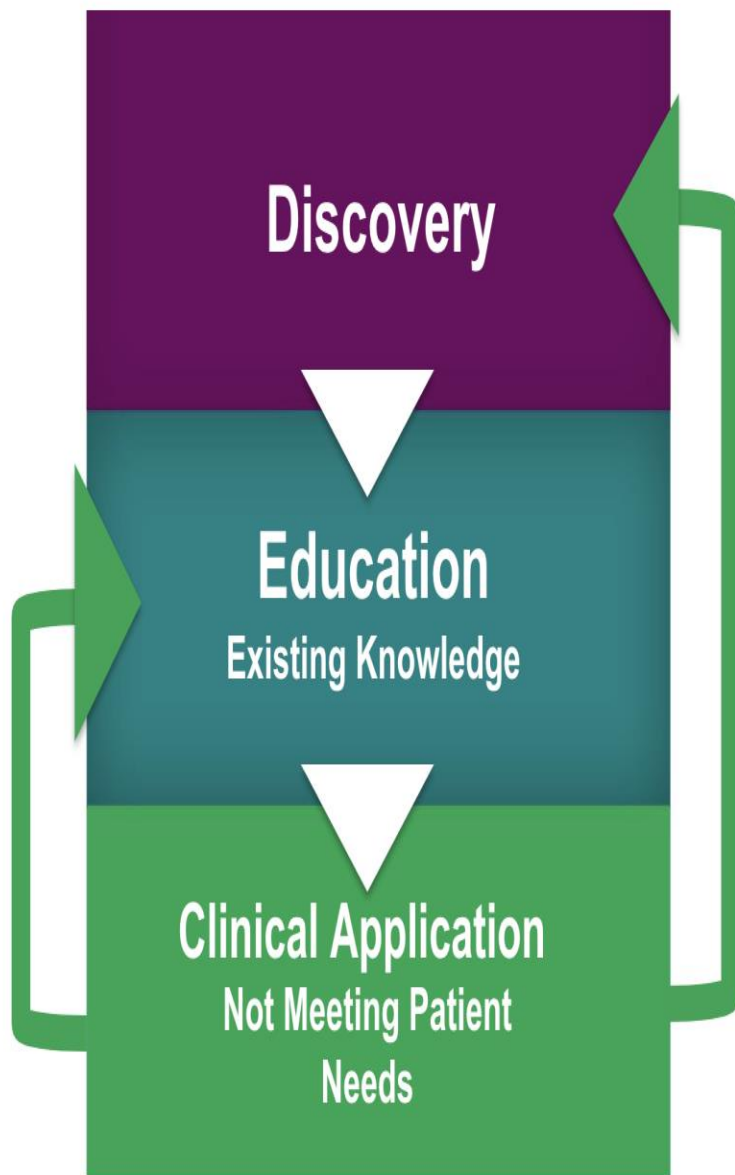 Discovery
Education
Existing Knowledge
Clinical Application
Not Meeting Patient
Needs